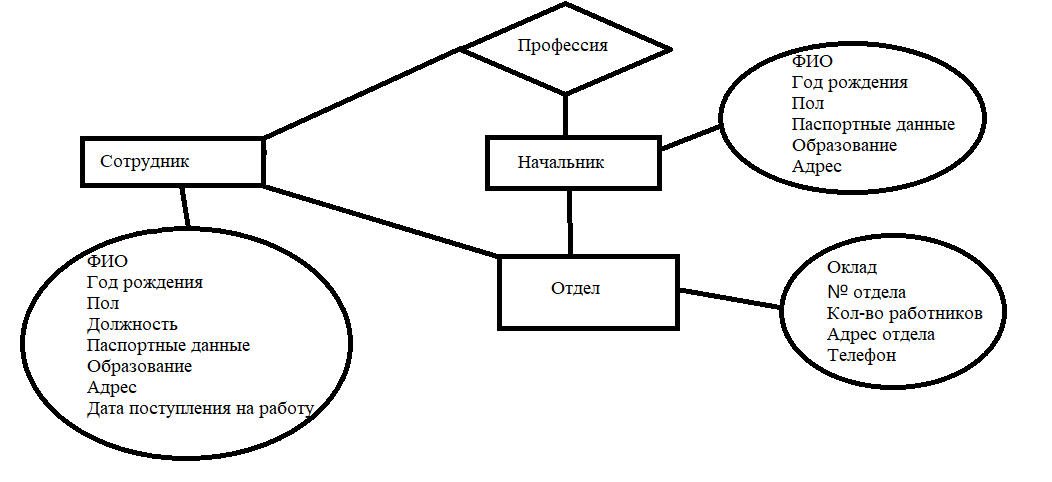 Профессия
ФИО
Год рождения
Пол
Паспортные данные
Образование
Адрес
Сотрудник
Начальник
ФИО
Год рождения
Пол
Должность
Паспортные данные
Образование
Адрес
Дата поступления на работу
Отдел
Оклад
№ отдела
Кол-во работников
Адрес отдела
Телефон